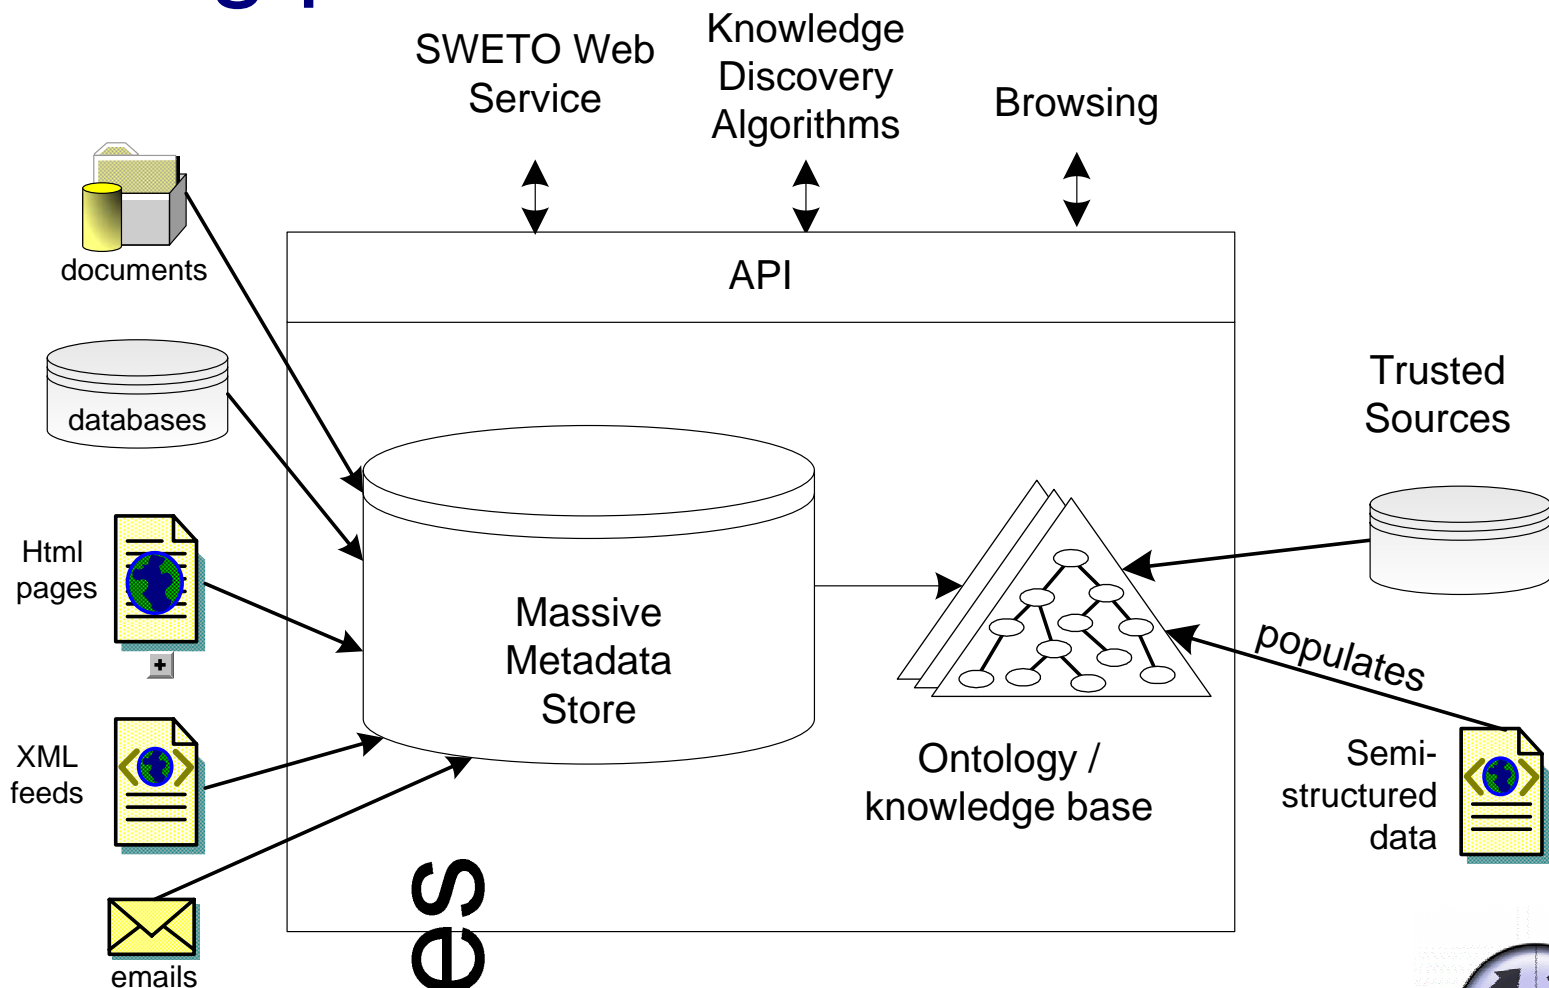 SWETO Web
Service
Knowledge
Discovery
Algorithms
Browsing
documents
API
databases
Trusted
Sources
Html
pages
Massive
Metadata
Store
populates
XML
feeds
Ontology /
knowledge base
Semi-
structured
data
emails
es